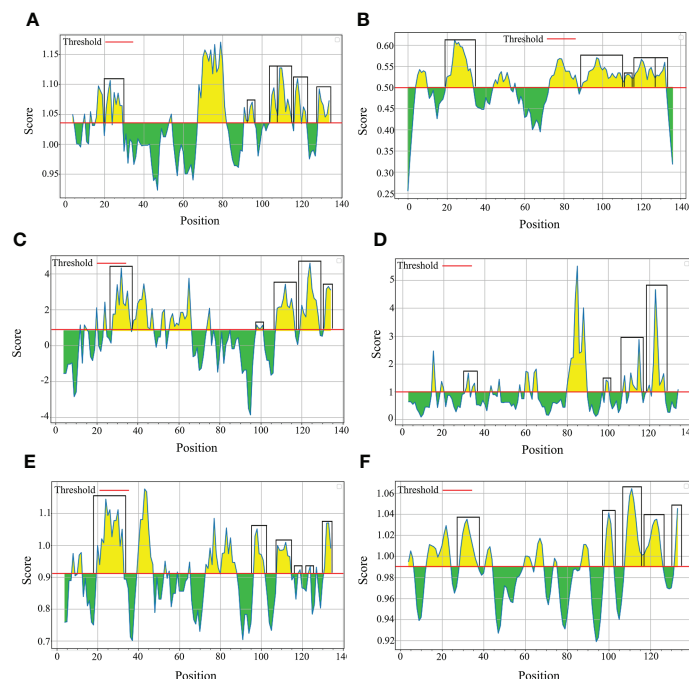 A
Threshold
1.15
1.10
1.05
1.00
0.95
Score
0 20 40 60 80 100 120 140
Position
B
Threshold
0.60
0.55
0.50
0.45
0.40
0.35
0.30
0.25
Score
0 20 40 60 80 100 120 140
Position
C
Threshold
4
2
0
-2
-4
Score
0 20 40 60 80 100 120 140
Position
D
Threshold
5
4
3
2
1
0
Score
0 20 40 60 80 100 120 140
Position
E
Threshold
1.1
1.0
0.9
0.8
0.7
Score
0 20 40 60 80 100 120 140
Position
F
Threshold
1.06
1.04
1.02
1.00
0.98
0.96
0.94
0.92
Score
0 20 40 60 80 100 120 140
Position